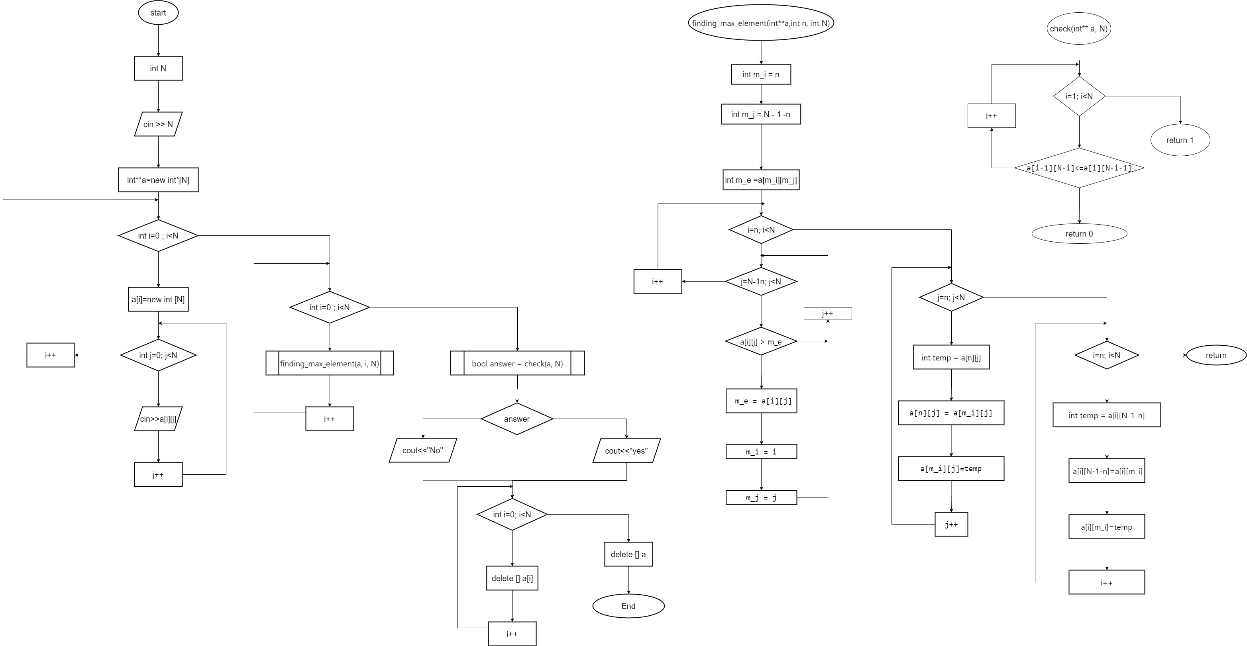 start
int N
cin >> N
int**a=new int*[N]
int i=0 ; i<N
a[i]=new int [N]
int j=0; j<N
i++
cin>>a[i][j]
j++
int i=0 ; i<N
finding_max_element(a, i, N)
i++
bool answer = check(a, N)
answer
cout<<"No"
cout<<"yes"
int i=0; i<N
delete [] a[i]
i++
delete [] a
End
finding_max_element(int**a,int n, int N)
int m_i = n
int m_j = N - 1 -n
int m_e =a[m_i][m_j]
i=n; i<N
i++
j=N-1n; j<N
j++
a[i][j] > m_e
m_e = a[i][j]
m_i = i
m_j = j
j=n; j<N
int temp = a[n][j]
a[n][j] = a[m_i][j]
a[m_i][j]=temp
j++
i=n; i<N
return
int temp = a[i][N-1-n]
a[i][N-1-n]=a[i][m_i]
a[i][m_i]=temp
i++
check(int** a, N)
i=1; i<N
i++
return 1
a[i-1][N-i]<=a[i][N-i-1]
return 0